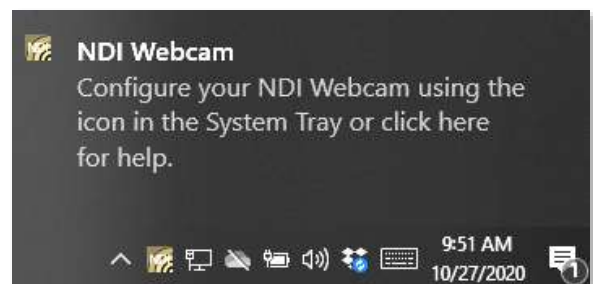 NDI Webcam
Configure your NDI Webcam using the
icon in the System Tray or click here
for help.
9:51 AM
10/27/2020
1